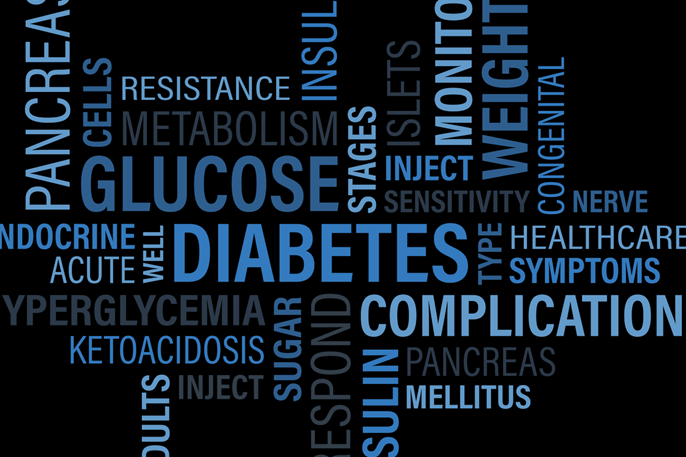 PANCREAS
CELLS
RESISTANCE
METABOLISM
GLUCOSE
INSUL
STAGES
ISLETS
MONITO
WEIGHT
CONGENITAL
INJECT
SENSITIVITY
NERVE
NDOCRINE
ACUTE
WELL
DIABETES
TYPE
HEALTHCARE
SYMPTOMS
YPERGLYCEMIA
KETOACIDOSIS
SUGAR
RESPOND
COMPLICATION
DULTS
INJECT
SULIN
PANCREAS
MELLITUS